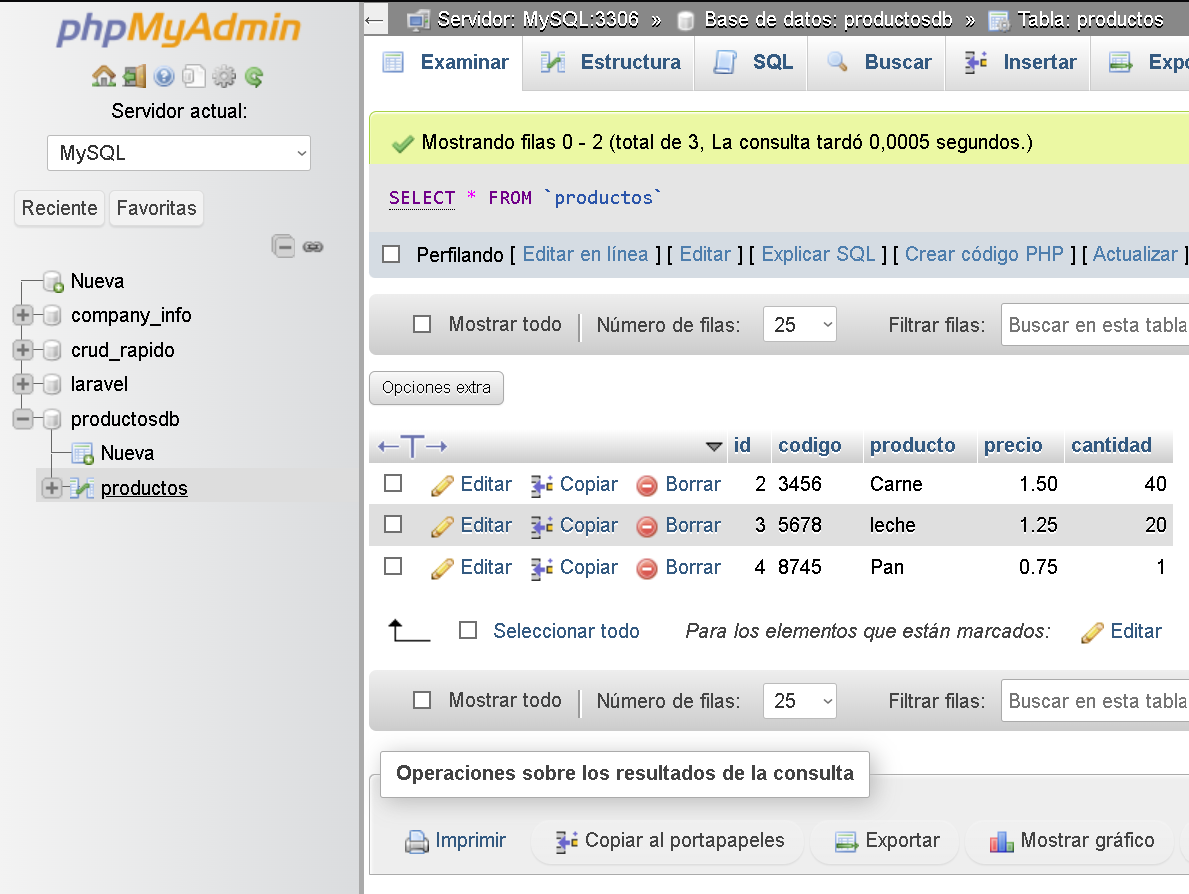 phpMyAdmin
Servidor actual:
MySQL
Reciente Favoritas
Nueva
company_info
crud_rapido
laravel
productosdb
Nueva
productos
← Servidor: MySQL:3306 » Base de datos: productosdb » Tabla: productos
Examinar Estructura SQL Buscar Insertar Expo
Mostrando filas 0 - 2 (total de 3, La consulta tardó 0,0005 segundos.)
SELECT * FROM `productos`
Perfilando [ Editar en línea ] [ Editar ] [ Explicar SQL ] [ Crear código PHP ] [ Actualizar ]
Mostrar todo | Número de filas: 25 Filtrar filas: Buscar en esta tabla
Opciones extra
←T→ id codigo producto precio cantidad
Editar Copiar Borrar 2 3456 Carne 1.50 40
Editar Copiar Borrar 3 5678 leche 1.25 20
Editar Copiar Borrar 4 8745 Pan 0.75 1
Seleccionar todo Para los elementos que están marcados: Editar
Mostrar todo | Número de filas: 25 Filtrar filas: Buscar en esta tabla
Operaciones sobre los resultados de la consulta
Imprimir Copiar al portapapeles Exportar Mostrar gráfico